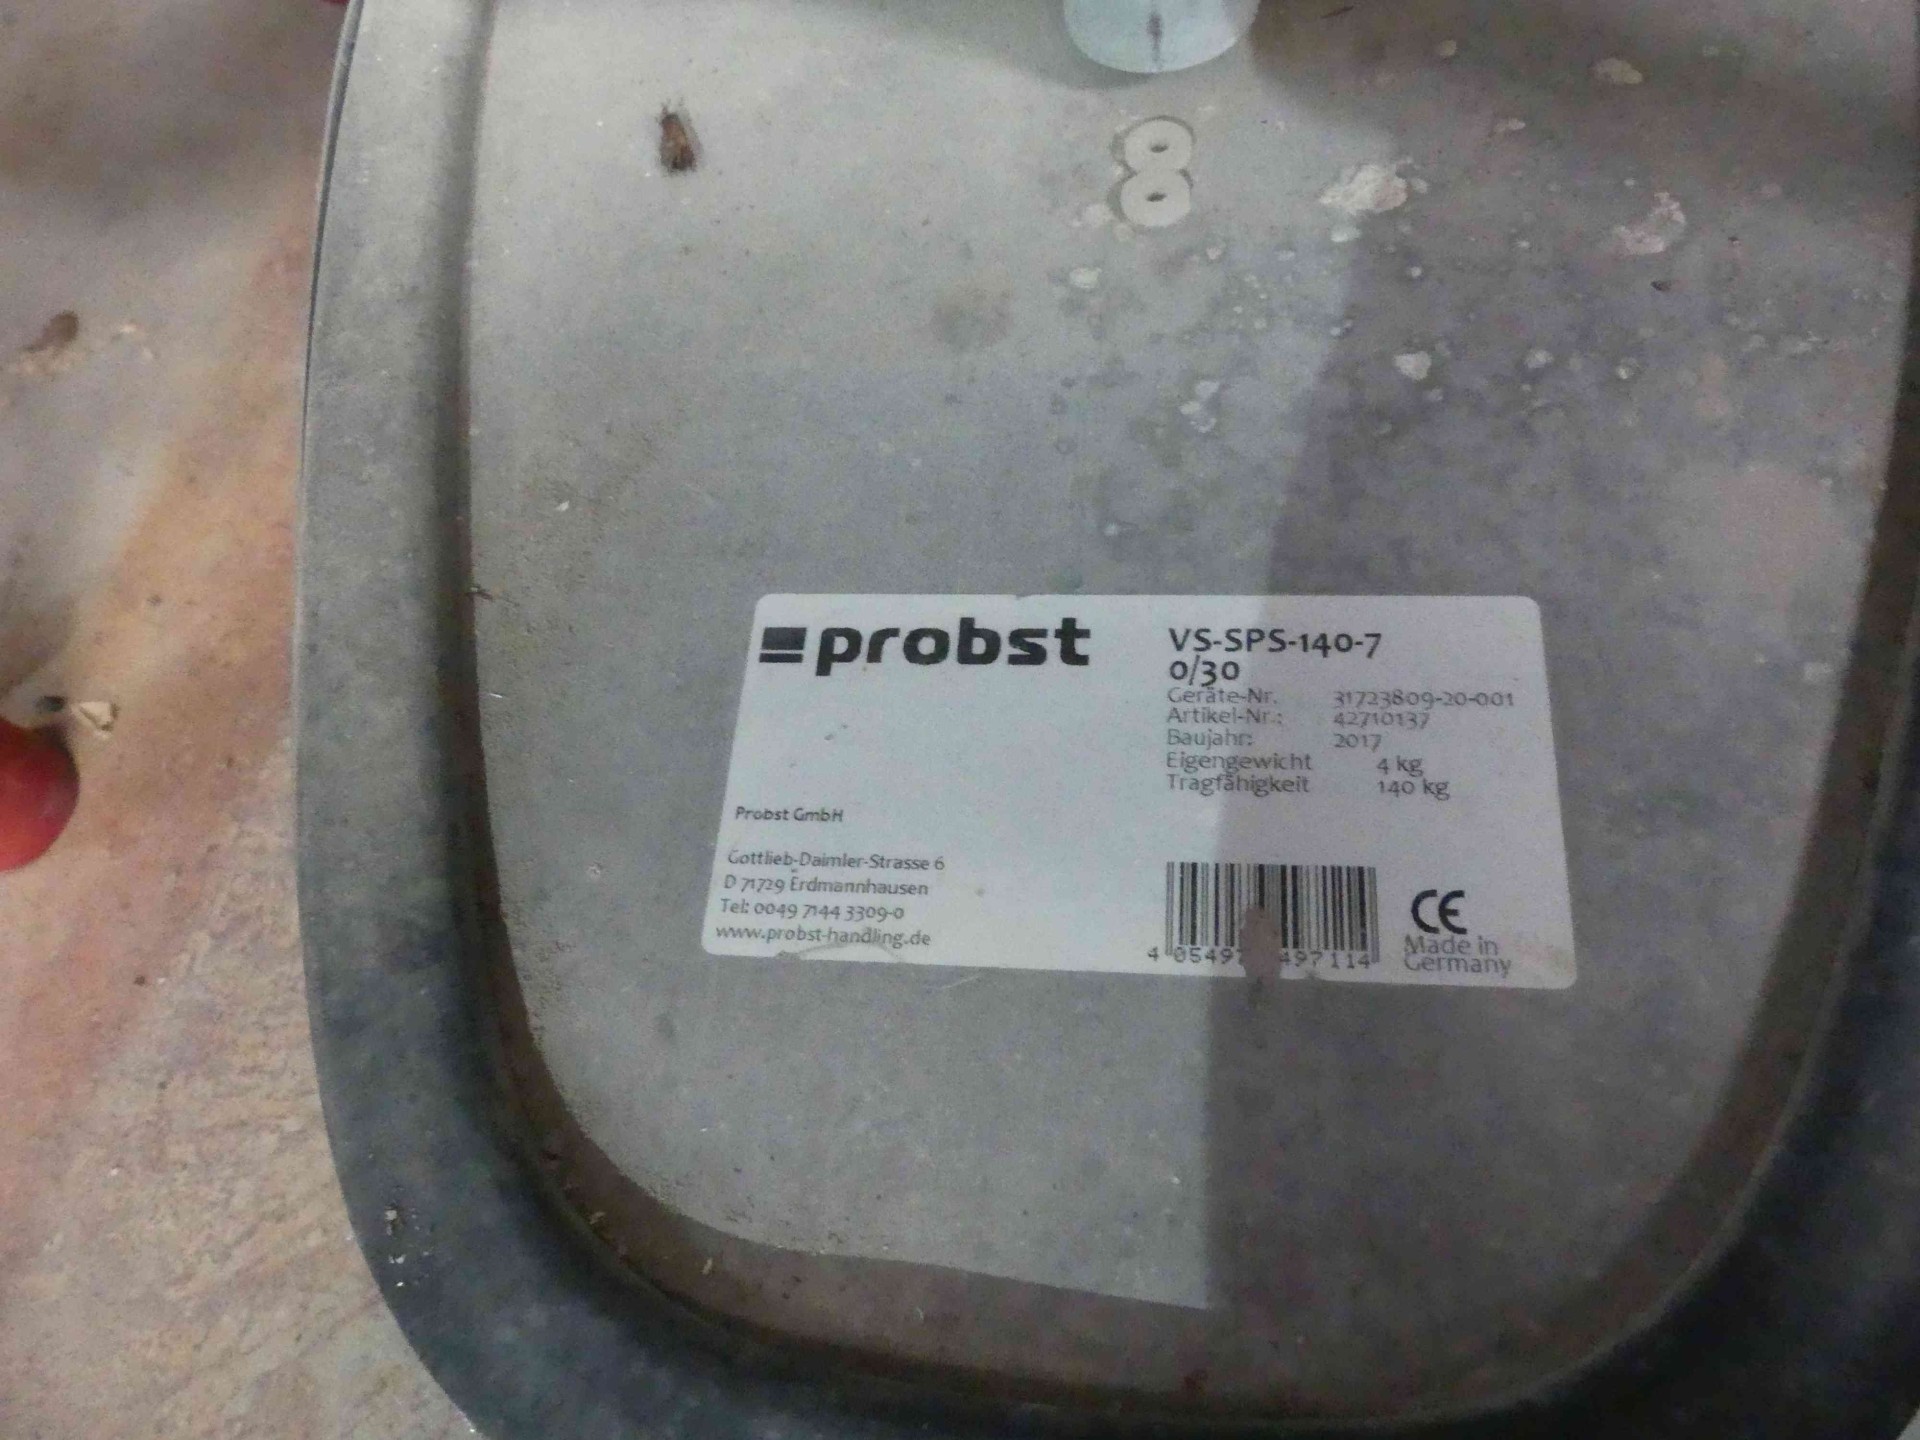 probst
VS-SPS-140-7
0/30
Geräte-Nr. 31723809-20-001
Artikel-Nr.: 42710137
Baujahr: 2017
Eigengewicht 4 kg
Tragfähigkeit 140 kg
Probst GmbH
Gottlieb-Daimler-Strasse 6
D 71729 Erdmannhausen
Tel: 0049 7144 3309-0
www.probst-handling.de
CE
Made in
Germany